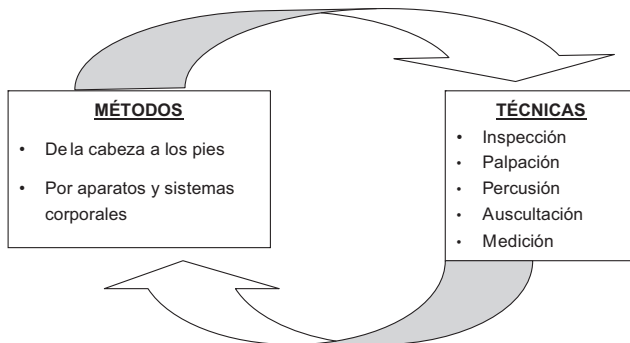 MÉTODOS
• De la cabeza a los pies
• Por aparatos y sistemas
corporales
TÉCNICAS
• Inspección
• Palpación
• Percusión
• Auscultación
• Medición